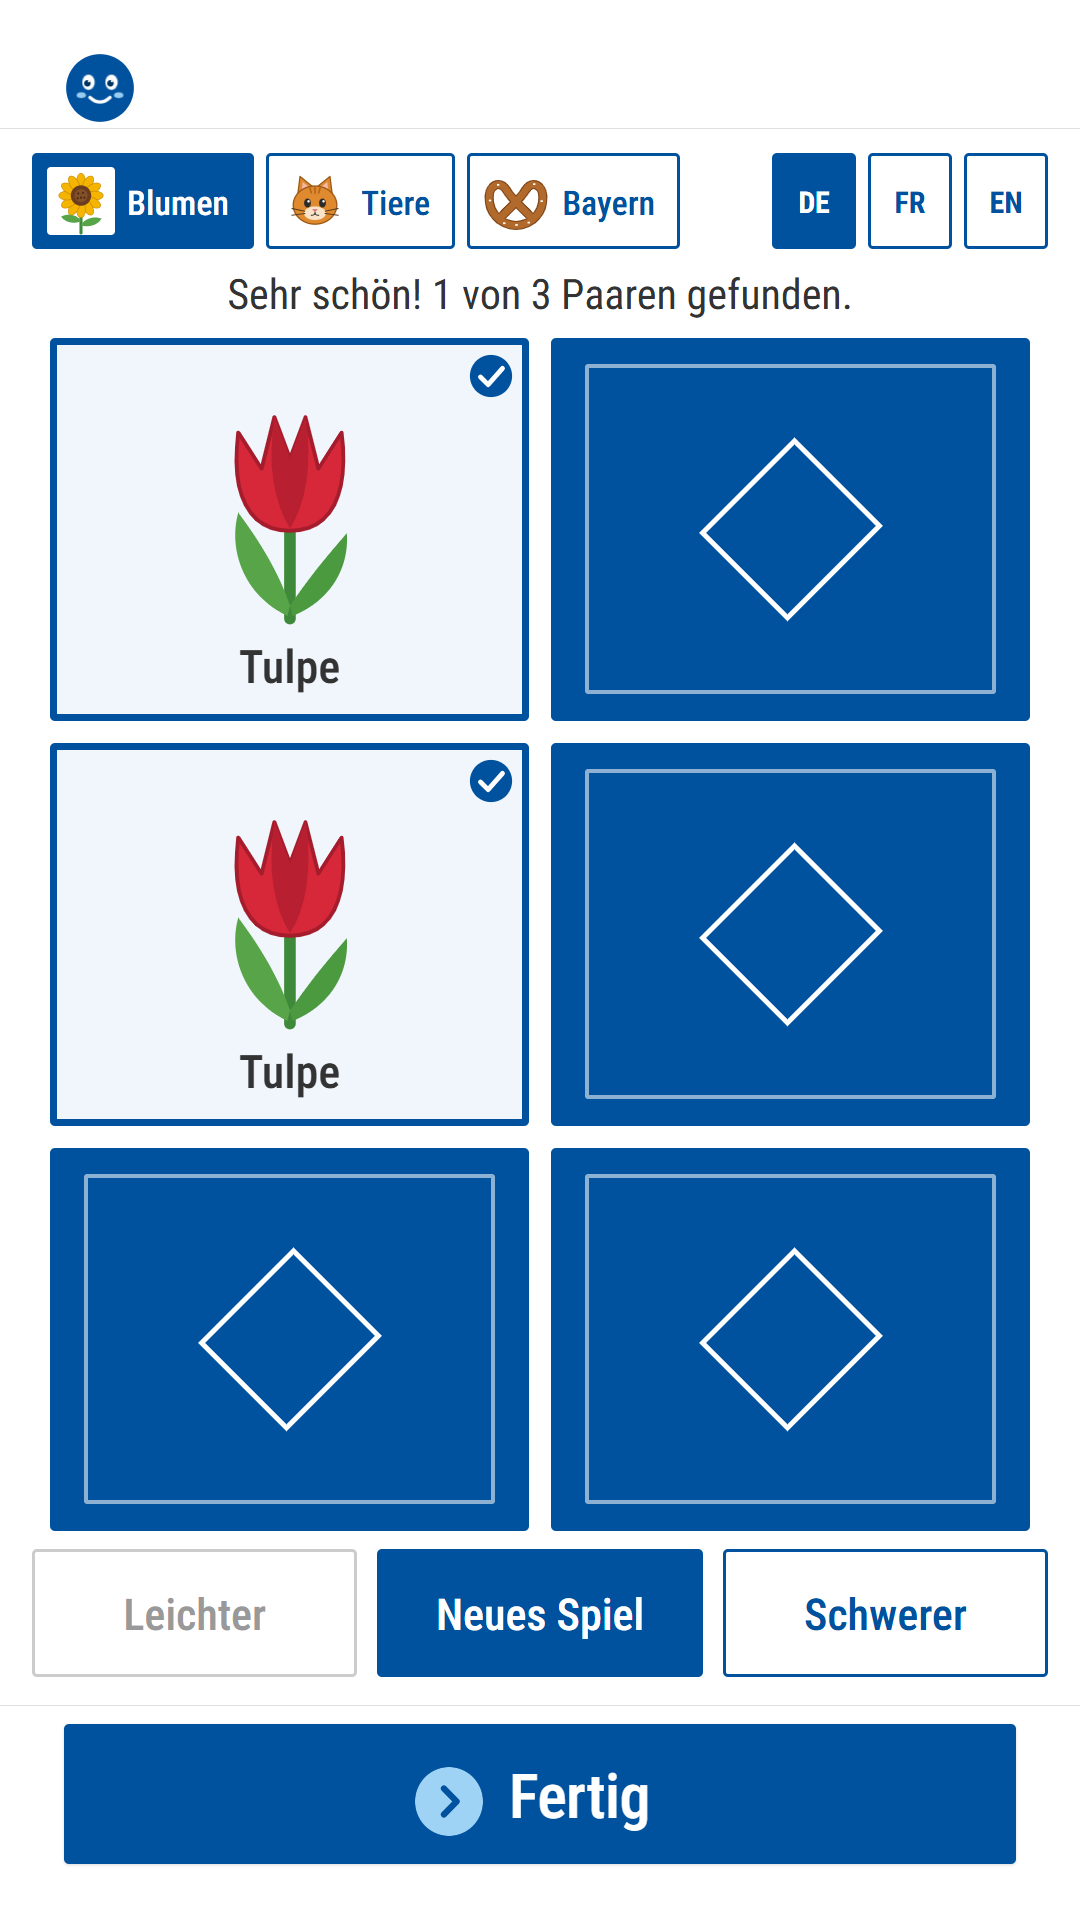 Blumen
Tiere
Bayern
DE
FR
EN
Sehr schön! 1 von 3 Paaren gefunden.
Tulpe
Tulpe
Leichter
Neues Spiel
Schwerer
Fertig